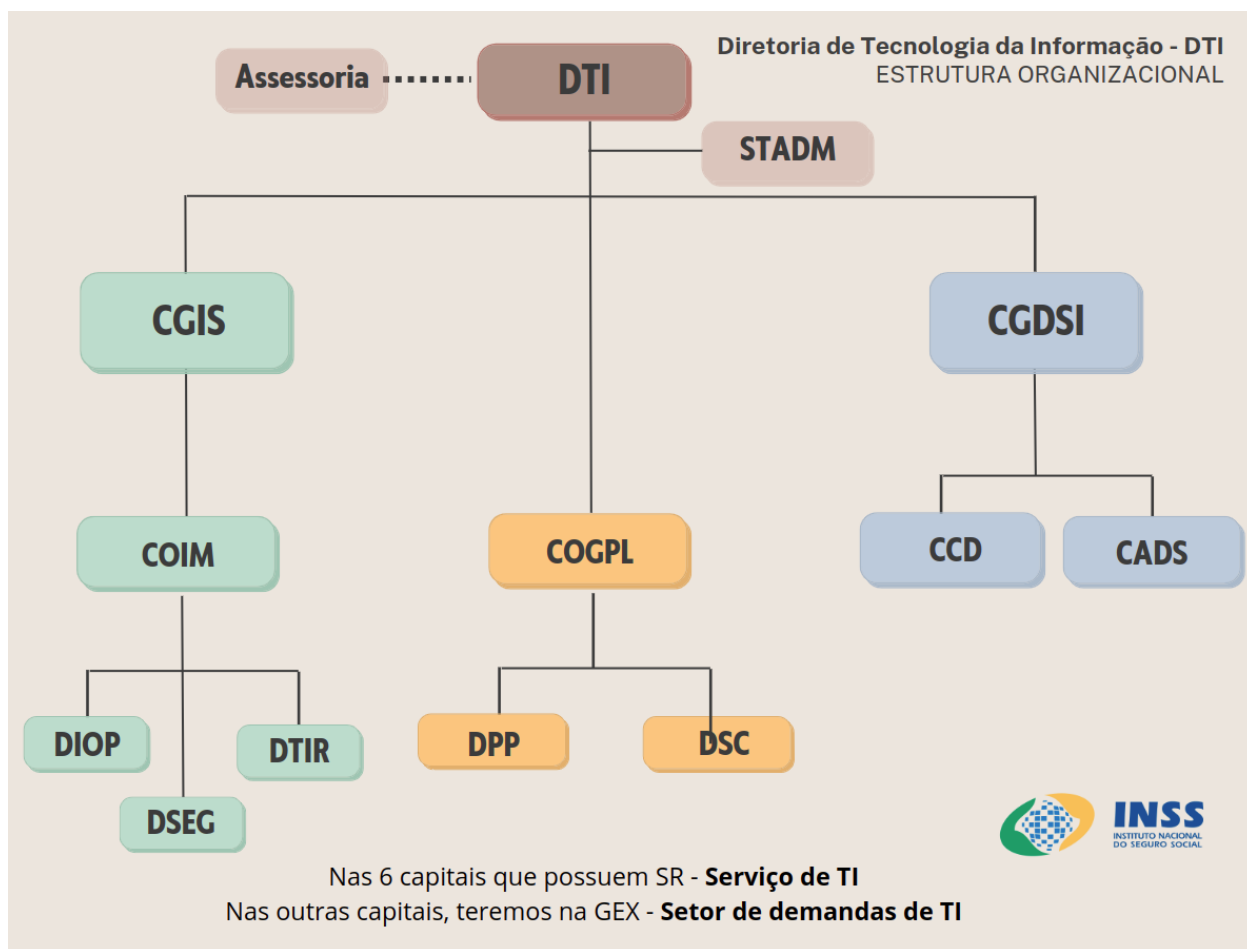 Diretoria de Tecnologia da Informação - DTI
ESTRUTURA ORGANIZACIONAL
Assessoria
DTI
STADM
CGIS
CGDSI
COIM
COGPL
CCD
CADS
DIOP
DTIR
DPP
DSC
DSEG
INSS
INSTITUTO NACIONAL
DO SEGURO SOCIAL
Nas 6 capitais que possuem SR - Serviço de TI
Nas outras capitais, teremos na GEX - Setor de demandas de TI